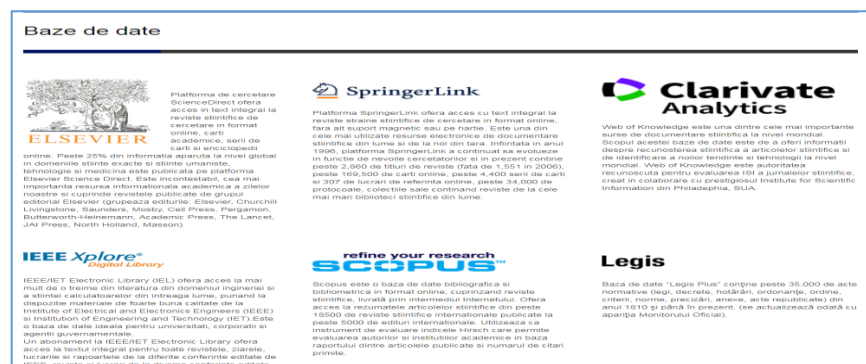 Baze de date
ELSEVIER
Platforma de cercetare
ScienceDirect ofera
acces in text integral la
reviste stiintifice de
cercetare in format
online, carti
academice, serii de
carti si enciclopedii
online. Peste 25% din informatia aparuta la nivel global
in domeniile stiinte exacte si stiinte umaniste,
tehnologie si medicina este publicata pe platforma
Elsevier Science Direct. Este incontestabil, cea mai
importanta resursa informationala academica a zilelor
noastre si cuprinde revistele publicate de grupul
editorial Elsevier (grupeaza editurile: Elsevier, Churchill
Livingstone, Saunders, Mosby, Cell Press, Pergamon,
Butterworth-Heinemann, Academic Press, The Lancet,
JAI Press, North Holland, Masson).
SpringerLink
Platforma SpringerLink ofera acces cu text integral la
reviste straine stiintifice de cercetare in format online,
fara alt suport magnetic sau pe hartie. Este una din
cele mai utilizate resurse electronice de documentare
stiintifice din lume si de la noi din tara. Infiintata in anul
1996, platforma SpringerLink a continuat sa evolueze
in functie de nevoile cercetatorilor si in prezent contine
peste 2,960 de titluri de reviste (fata de 1,551 in 2006),
peste 169,500 de carti online, peste 4,400 serii de carti
si 307 de lucrari de referinta online, peste 34,000 de
protocoale, colectiile sale continand reviste de la cele
mai mari biblioteci stiintifice din lume.
Clarivate
Analytics
Web of Knowledge este una dintre cele mai importante
surse de documentare stiintifica la nivel mondial.
Scopul acestei baze de date este de a oferi informatii
despre recunosterea stiintifica a articolelor stiintifice si
de identificare a noilor tendinte si tehnologii la nivel
mondial. Web of Knowledge este autoritatea
recunoscuta pentru evaluarea ISI a jurnalelor stiintifice,
creat in colaborare cu prestigiosul Institute for Scientific
Information din Philadephia, SUA.
IEEE Xplore®
Digital Library
IEEE/IET Electronic Library (IEL) ofera acces la mai
mult de o treime din literatura din domeniul ingineriei si
a stiintei calculatoarelor din intreaga lume, punand la
dispozitie materiale de foarte buna calitate de la
Institute of Electrical and Electronics Engineers (IEEE)
si Institution of Engineering and Technology (IET).Este
o baza de date ideala pentru universitati, corporatii si
agentii guvernamentale.
Un abonament la IEEE/IET Electronic Library ofera
acces la textul integral pentru toate revistele, ziarele,
lucrarile si rapoartele de la diferite conferinte editate de
refine your research
SCOPUS™
Scopus este o baza de date bibliografica si
bibliometrica in format online, cuprinzand reviste
stiintifice, livrată prin intermediul Internetului. Ofera
acces la rezumatele articolelor stiintifice din peste
16500 de reviste stiintifice internationale publicate la
peste 5000 de edituri internationale. Utilizeaza ca
instrument de evaluare indicele Hirsch care permite
evaluarea autorilor si institutiilor academice in baza
raportului dintre articolele publicate si numarul de citari
primite.
Legis
Baza de date "Legis Plus" conţine peste 35.000 de acta
normative (legi, decrete, hotărâri, ordonanţe, ordine,
criterii, norme, precizări, anexe, acte republicate) din
anul 1910 şi până în prezent. (se actualizează odată cu
apariţia Monitorului Oficial).